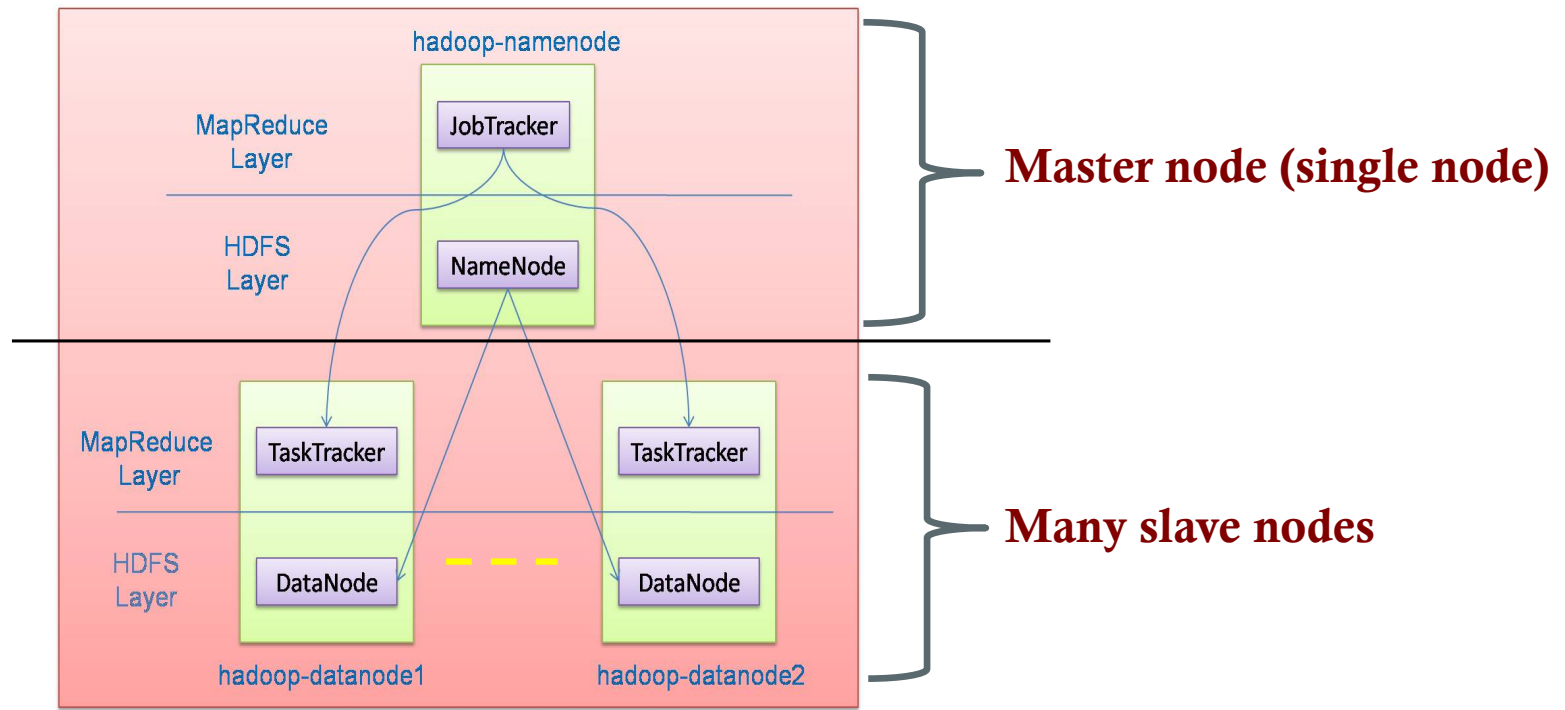 hadoop-namenode
MapReduce
Layer
JobTracker
Master node (single node)
HDFS
Layer
NameNode
MapReduce
Layer
TaskTracker
TaskTracker
Many slave nodes
HDFS
Layer
DataNode
DataNode
hadoop-datanode1
hadoop-datanode2